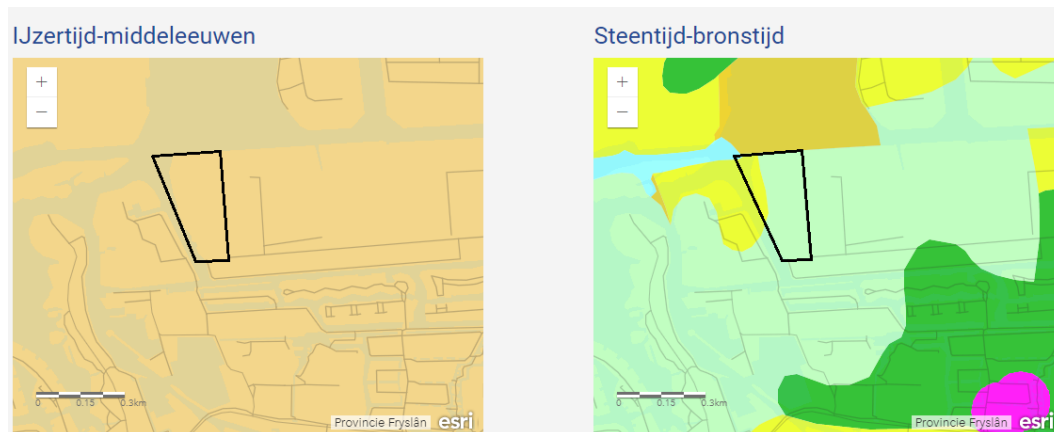 IJzertijd-middeleeuwen
+
−
0 0.15 0.3km
Provincie Fryslân esri
Steentijd-bronstijd
+
−
0 0.15 0.3km
Provincie Fryslân esri